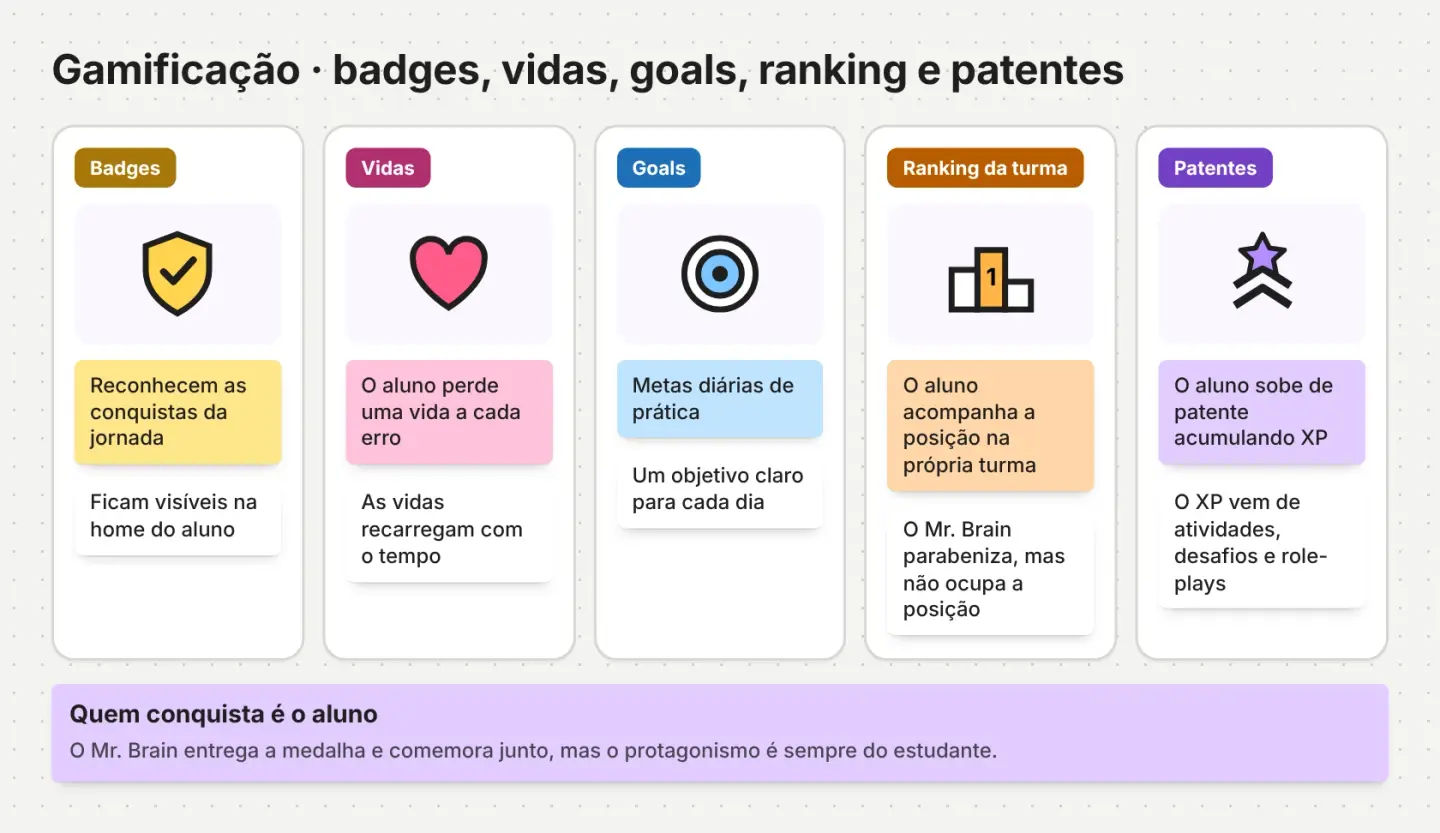 Gamificação · badges, vidas, goals, ranking e patentes
Badges
Reconhecem as
conquistas da
jornada
Ficam visíveis na
home do aluno
Vidas
O aluno perde
uma vida a cada
erro
As vidas
recarregam com
o tempo
Goals
Metas diárias de
prática
Um objetivo claro
para cada dia
Ranking da turma
1
O aluno
acompanha a
posição na
própria turma
O Mr. Brain
parabeniza, mas
não ocupa a
posição
Patentes
O aluno sobe de
patente
acumulando XP
O XP vem de
atividades,
desafios e role-
plays
Quem conquista é o aluno
O Mr. Brain entrega a medalha e comemora junto, mas o protagonismo é sempre do estudante.